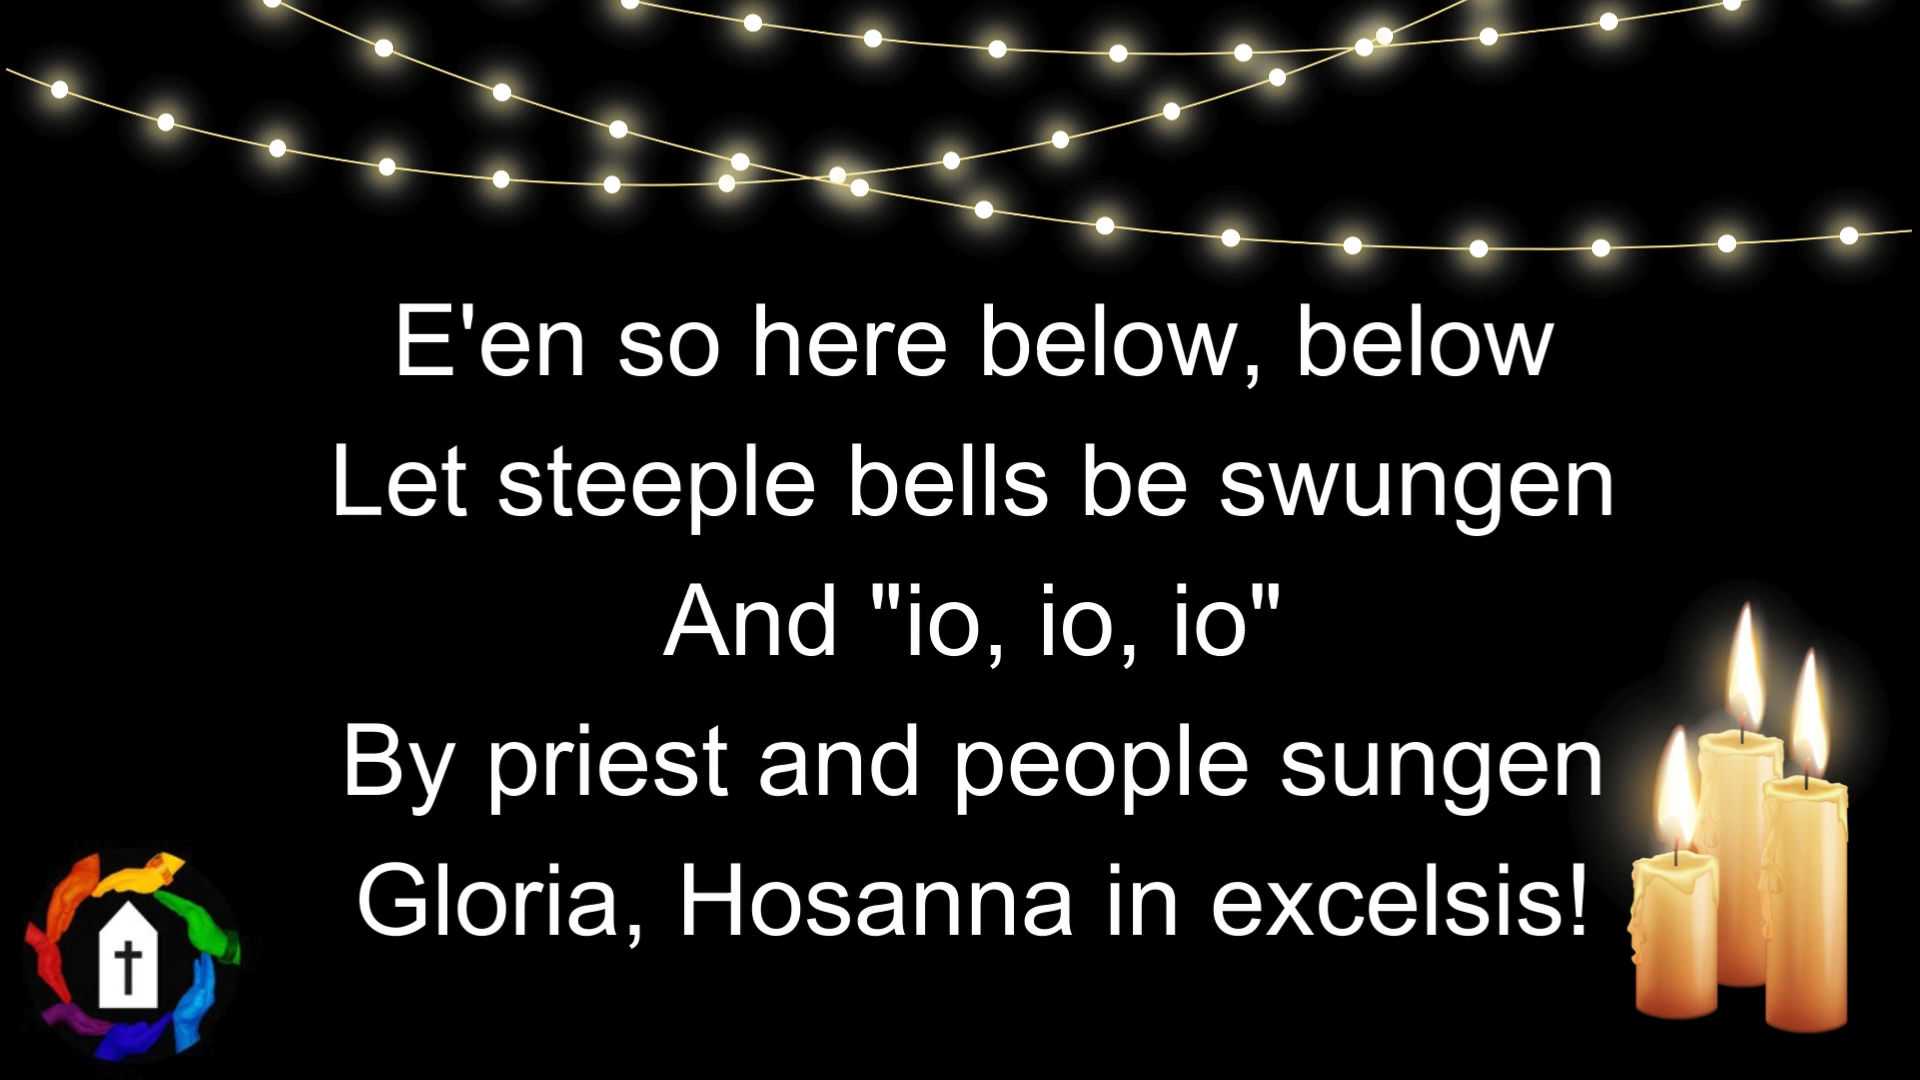 E'en so here below, below
Let steeple bells be swungen
And "io, io, io"
By priest and people sungen
Gloria, Hosanna in excelsis!